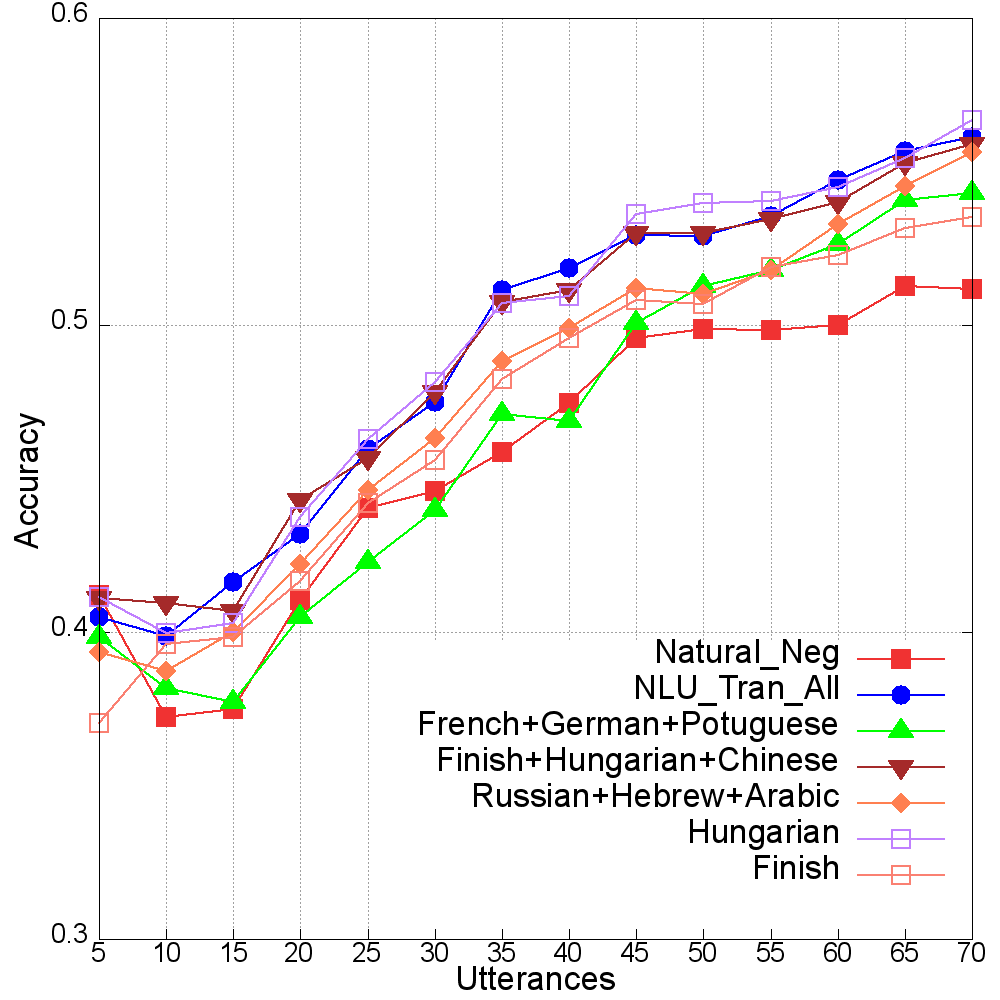 0.6
0.5
0.4
0.3
Accuracy
Natural_Neg
NLU_Tran_All
French+German+Potuguese
Finish+Hungarian+Chinese
Russian+Hebrew+Arabic
Hungarian
Finish
5 10 15 20 25 30 35 40 45 50 55 60 65 70
Utterances